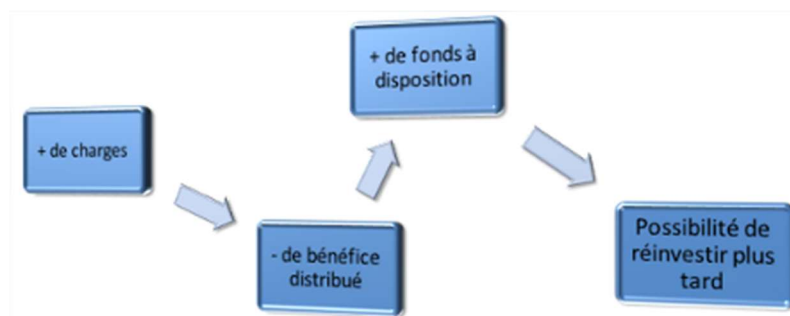 + de charges
- de bénéfice
distribué
+ de fonds à
disposition
Possibilité de
réinvestir plus
tard